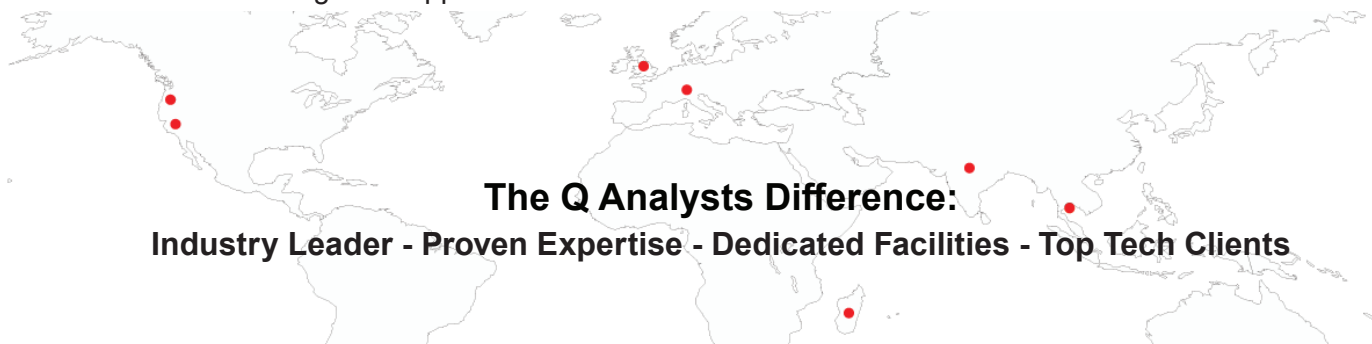 The Q Analysts Difference:
Industry Leader - Proven Expertise - Dedicated Facilities - Top Tech Clients